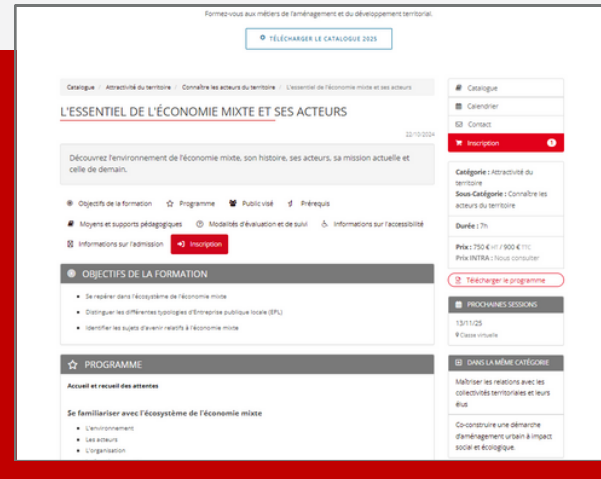 Formez-vous aux métiers de l'aménagement et du développement territorial.
TÉLÉCHARGER LE CATALOGUE 2025
Catalogue / Attractivité du territoire / Connaître les acteurs du territoire / L'essentiel de l'économie mixte et ses acteurs
L'ESSENTIEL DE L'ÉCONOMIE MIXTE ET SES ACTEURS
22/10/2024
Découvrez l'environnement de l'économie mixte, son histoire, ses acteurs, sa mission actuelle et
celle de demain.
Objectifs de la formation Programme Public visé Prérequis
Moyens et supports pédagogiques Modalités d'évaluation et de suivi Informations sur l'accessibilité
Informations sur l'admission Inscription
OBJECTIFS DE LA FORMATION
Se repérer dans l'écosystème de l'économie mixte
Distinguer les différentes typologies d'Entreprise publique locale (EPL)
Identifier les sujets d'avenir relatifs à l'économie mixte
PROGRAMME
Accueil et recueil des attentes
Se familiariser avec l'écosystème de l'économie mixte
L'environnement
Les acteurs
L'organisation
Catalogue
Calendrier
Contact
Inscription 1
Catégorie : Attractivité du
territoire
Sous-Catégorie : Connaître les
acteurs du territoire
Durée : 7h
Prix : 750 € HT / 900 € TTC
Prix INTRA : Nous consulter
Télécharger le programme
PROCHAINES SESSIONS
13/11/25
Classe virtuelle
DANS LA MÊME CATÉGORIE
Maîtriser les relations avec les
collectivités territoriales et leurs
élus
Co-construire une démarche
d'aménagement urbain à impact
social et écologique.